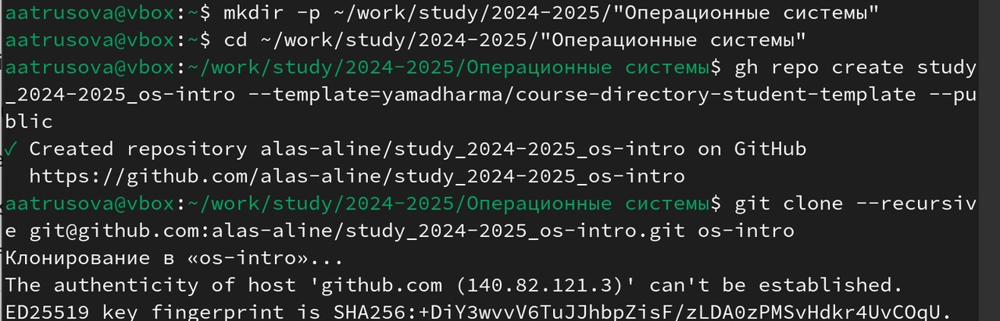 aatrusova@vbox:~$ mkdir -p ~/work/study/2024-2025/"Операционные системы"
aatrusova@vbox:~$ cd ~/work/study/2024-2025/"Операционные системы"
aatrusova@vbox:~/work/study/2024-2025/Операционные системы$ gh repo create study
_2024-2025_os-intro --template=yamadharma/course-directory-student-template --pu
blic
✓ Created repository alas-aline/study_2024-2025_os-intro on GitHub
  https://github.com/alas-aline/study_2024-2025_os-intro
aatrusova@vbox:~/work/study/2024-2025/Операционные системы$ git clone --recursiv
e git@github.com:alas-aline/study_2024-2025_os-intro.git os-intro
Клонирование в «os-intro»...
The authenticity of host 'github.com (140.82.121.3)' can't be established.
ED25519 key fingerprint is SHA256:+DiY3wvvV6TuJJhbpZisF/zLDA0zPMSvHdkr4UvCOqU.